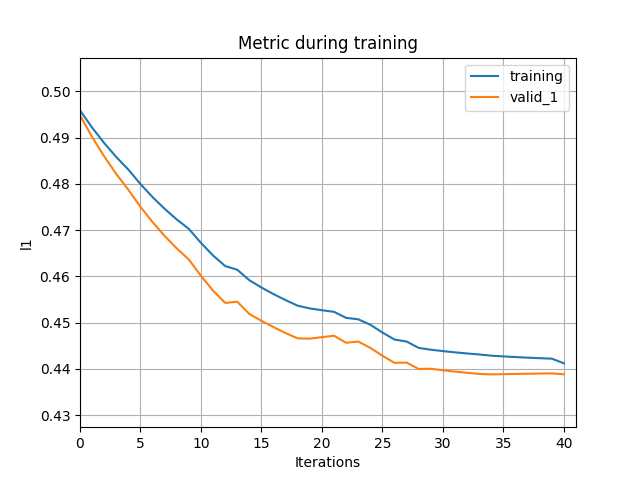 Metric during training
training
valid_1
0.50
0.49
0.48
0.47
0.46
0.45
0.44
0.43
l1
0 5 10 15 20 25 30 35 40
Iterations